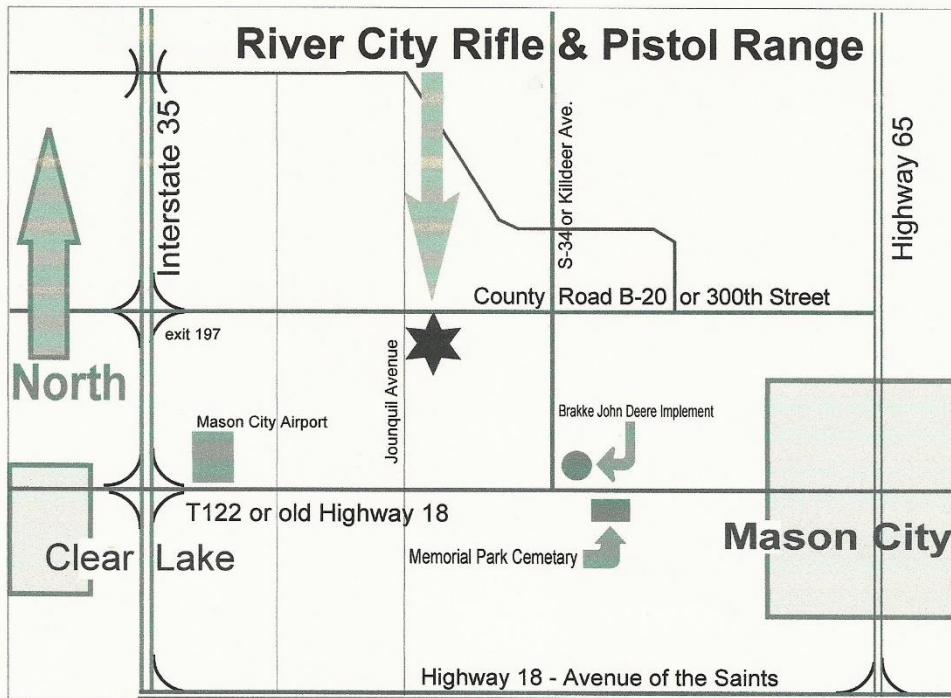 River City Rifle & Pistol Range
Interstate 35
S-34 or Killdeer Ave.
Highway 65
County Road B-20 or 300th Street
exit 197
North
Jounquil Avenue
Mason City Airport
Brakke John Deere Implement
T122 or old Highway 18
Clear Lake
Memorial Park Cemetary
Mason City
Highway 18 - Avenue of the Saints